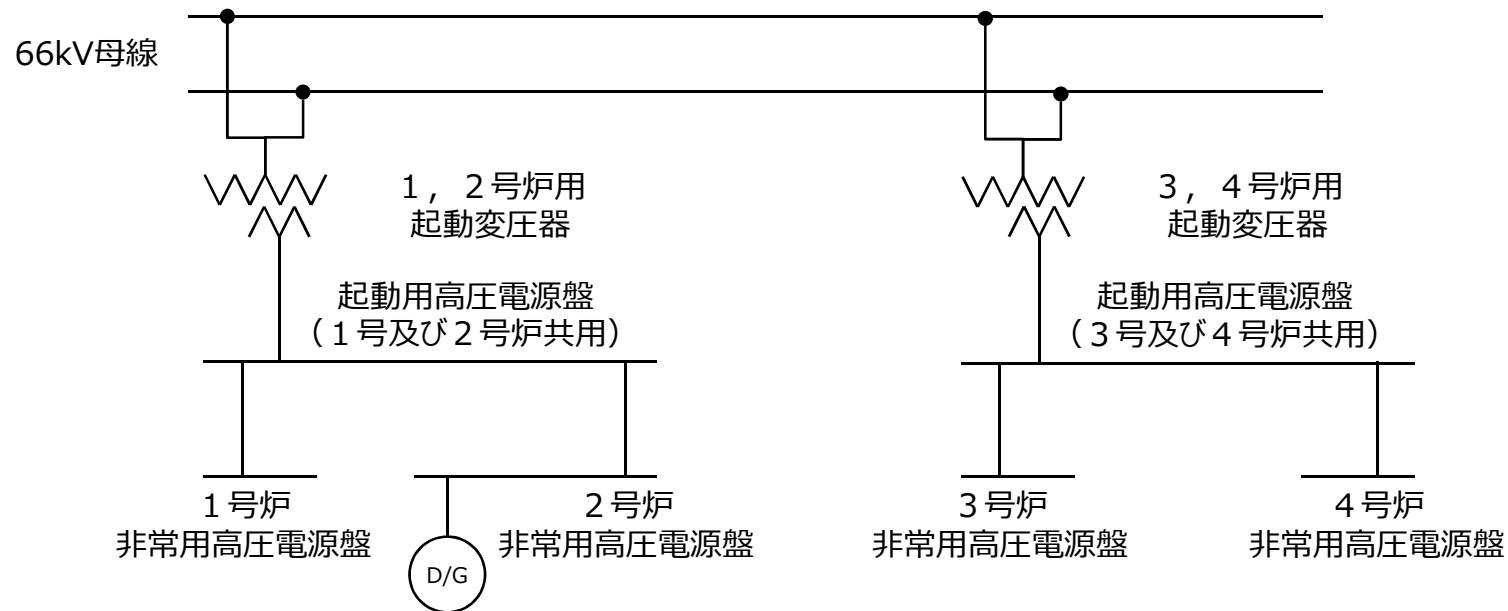 66kV母線
１，２号炉用
起動変圧器
３，４号炉用
起動変圧器
起動用高圧電源盤
（１号及び２号炉共用）
起動用高圧電源盤
（３号及び４号炉共用）
１号炉
非常用高圧電源盤
D/G
２号炉
非常用高圧電源盤
３号炉
非常用高圧電源盤
４号炉
非常用高圧電源盤